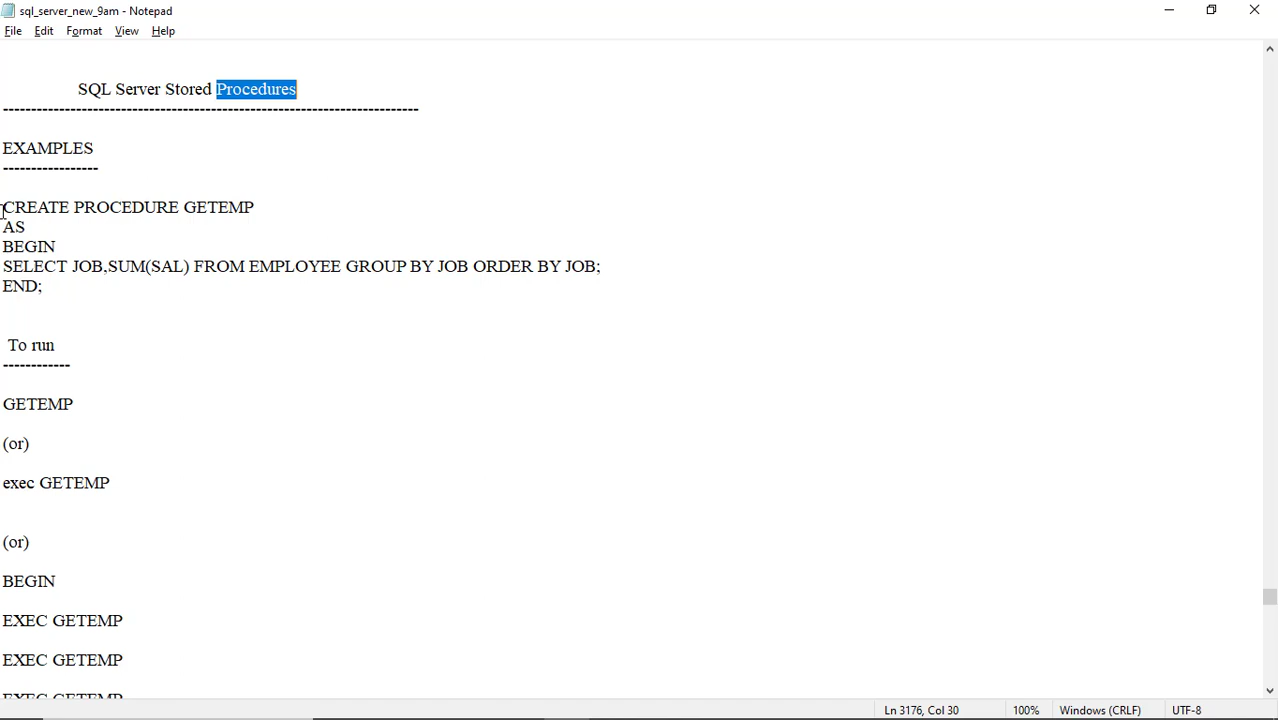 sql_server_new_9am - Notepad
File Edit Format View Help
SQL Server Stored Procedures
--------------------------------------------------------------------------
EXAMPLES
-----------------
CREATE PROCEDURE GETEMP
AS
BEGIN
SELECT JOB,SUM(SAL) FROM EMPLOYEE GROUP BY JOB ORDER BY JOB;
END;
To run
------------
GETEMP
(or)
exec GETEMP
(or)
BEGIN
EXEC GETEMP
EXEC GETEMP
EXEC GETEMP
Ln 3176, Col 30 100% Windows (CRLF) UTF-8